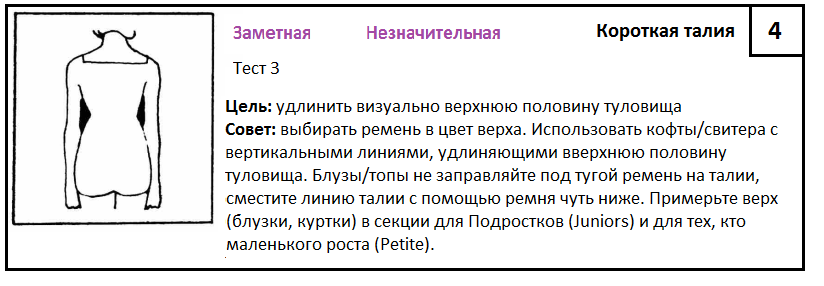 Заметная Незначительная Короткая талия 4
Тест 3
Цель: удлинить визуально верхнюю половину туловища
Совет: выбирать ремень в цвет верха. Использовать кофты/свитера с
вертикальными линиями, удлиняющими вверхнюю половину
туловища. Блузы/топы не заправляйте под тугой ремень на талии,
сместите линию талии с помощью ремня чуть ниже. Примерьте верх
(блузки, куртки) в секции для Подростков (Juniors) и для тех, кто
маленького роста (Petite).